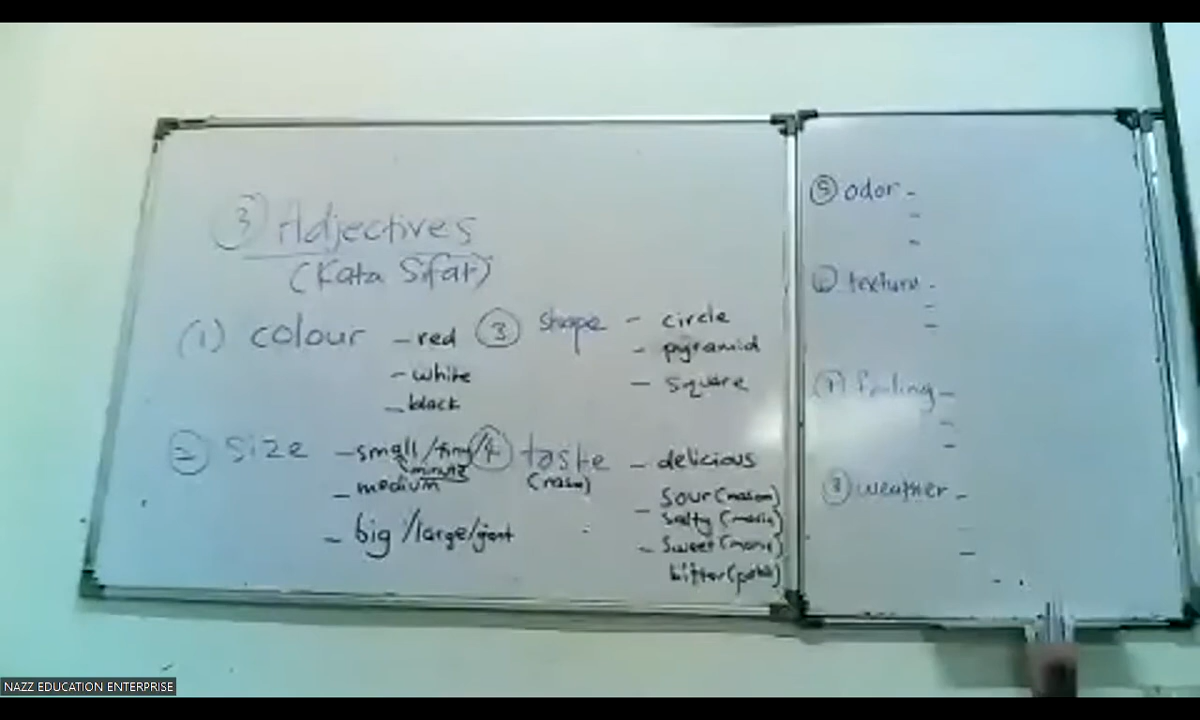 ③ Adjectives
(Kata Sifat)
(1) colour - red
- white
- black
② size - small/tiny/
(minute
- medium
- big /large/giant
③ shape - circle
- pyramid
- square
④ taste - delicious
(rasa)
- sour (masam)
salty (masin)
- sweet (manis)
bitter (pahit)
⑤ odor -
-
-
⑥ texture -
-
-
⑦ feeling -
-
-
⑧ weather -
-
-
NAZZ EDUCATION ENTERPRISE